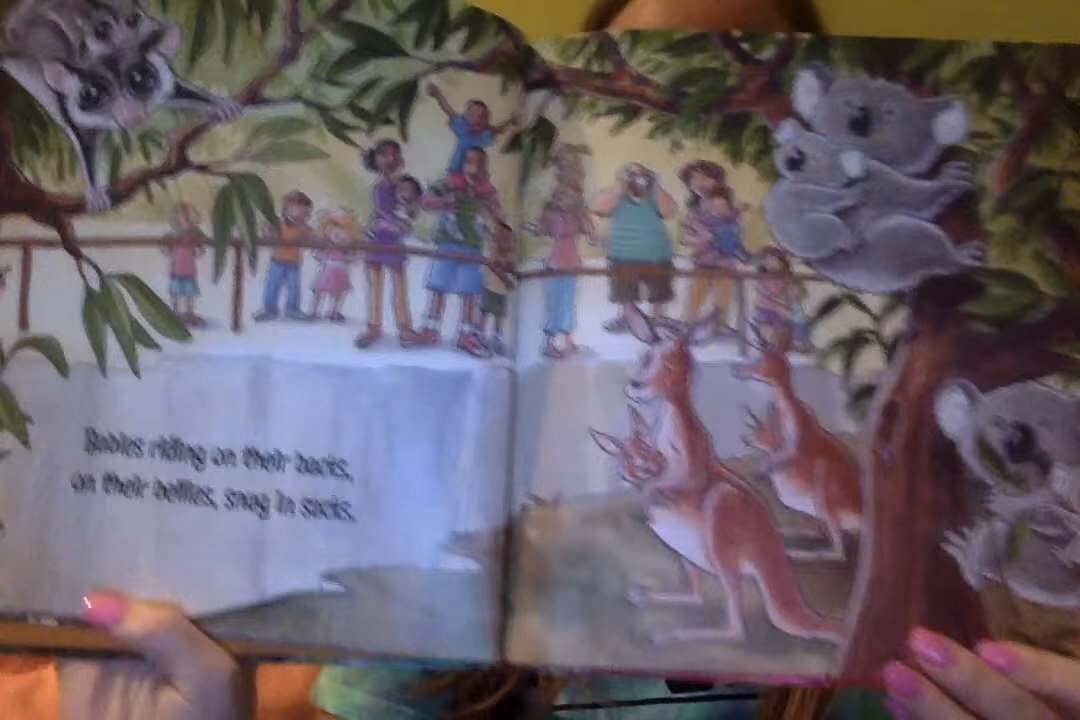 Babies riding on their backs,
on their bellies, snug in sacks.